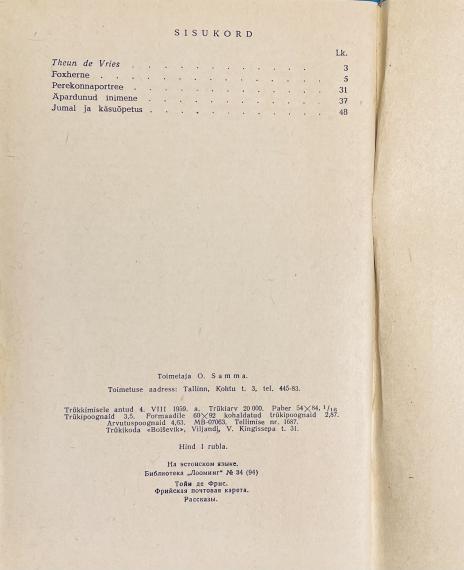 SISUKORD
Lk.
Theun de Vries . . . . . . . . . . . . 3
Foxherne . . . . . . . . . . . . . 5
Perekonnaportree . . . . . . . . . . . . 31
Äpardunud inimene . . . . . . . . . . . 37
Jumal ja käsuõpetus . . . . . . . . . . . 48
Toimetaja O. Samma.
Toimetuse aadress: Tallinn, Kohtu t. 3, tel. 445-83.
Trükkimisele antud 4. VIII 1959. a. Trükiarv 20 000. Paber 54×84, 1/16
Trükipoognaid 3,5. Formaadile 60×92 kohaldatud trükipoognaid 2,87.
Arvutuspoognaid 4,63. MB-07063. Tellimise nr. 1687.
Trükikoda «Bolševik», Viljandi, V. Kingissepa t. 31.
Hind 1 rubla.
На эстонском языке.
Библиотека „Лооминг“ № 34 (94)
Тойн де Фрис.
Фрийская почтовая карета.
Рассказы.